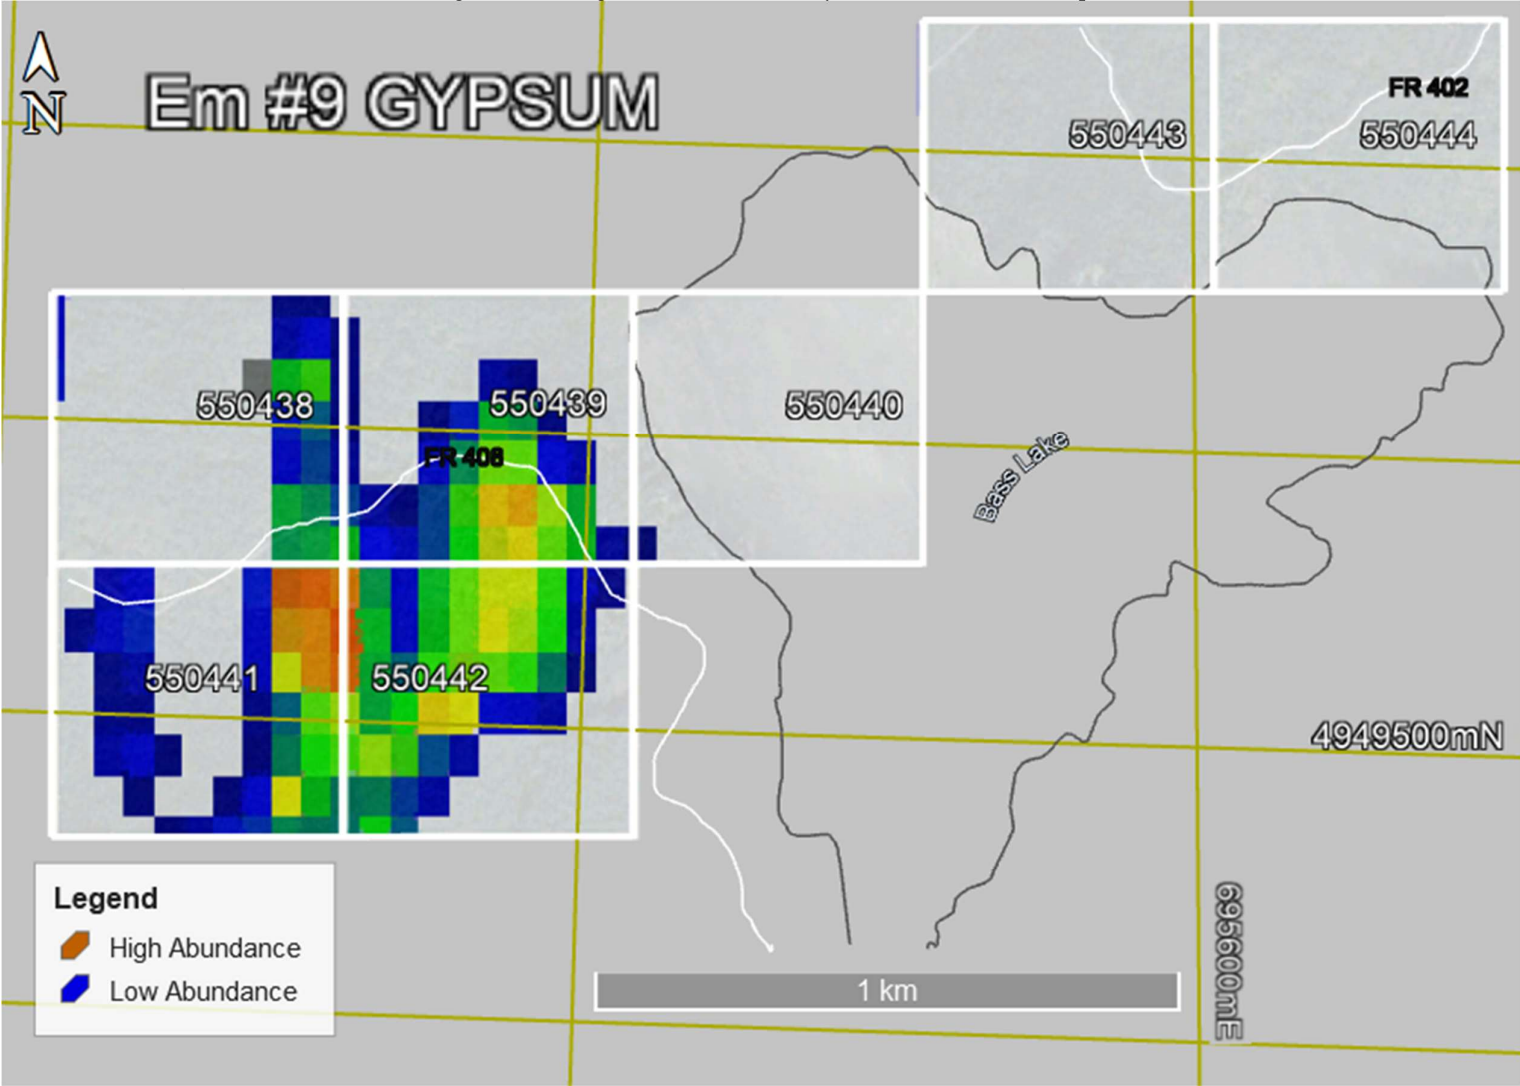 N
Em #9 GYPSUM
FR 402
550443
550444
550438
550439
550440
FR 408
Bass Lake
550441
550442
4949500mN
695600mE
Legend
High Abundance
Low Abundance
1 km